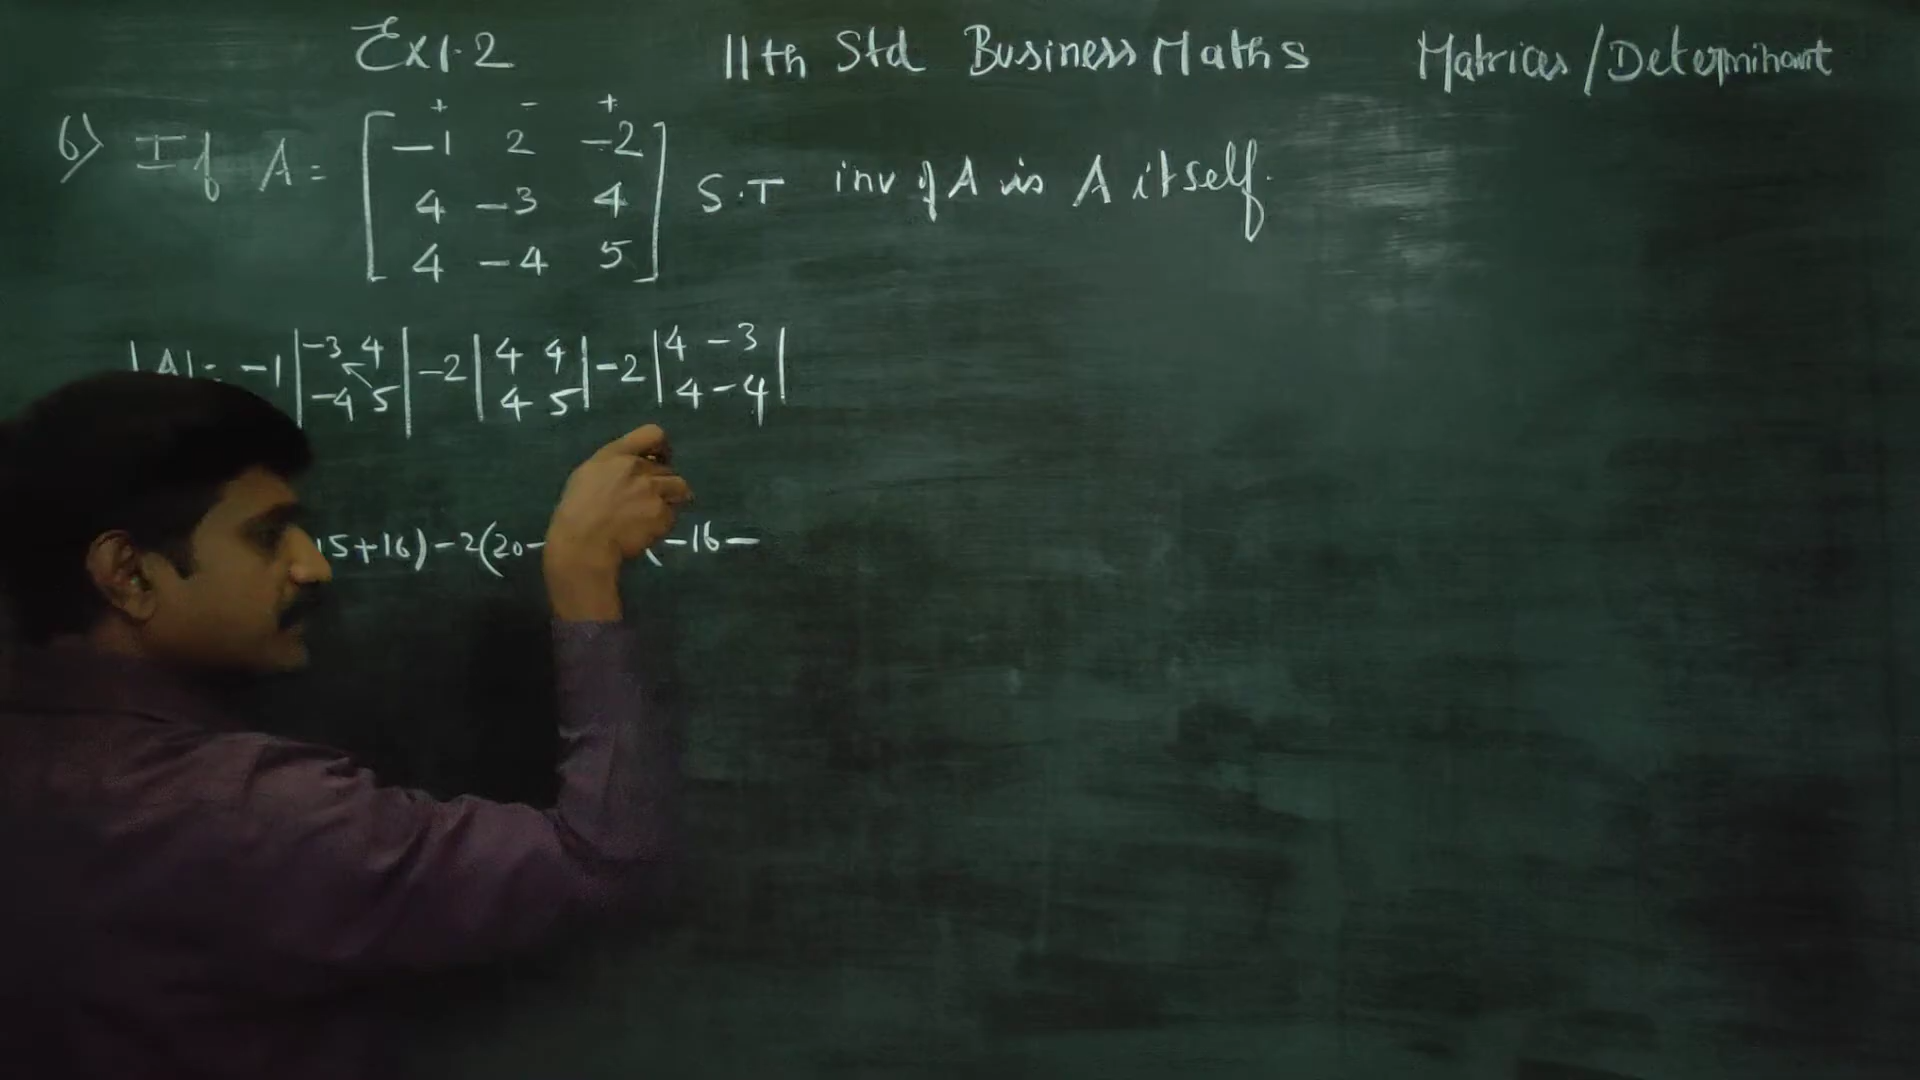 Ex 1.2 11th Std Business Maths Matrices / Determinant
+ - +
6) If A = [ -1 2 -2 ] S.T inv of A is A itself.
4 -3 4
4 -4 5
|A| = -1 | -3 4 | -2 | 4 4 | -2 | 4 -3 |
-4 5 4 5 4 -4
15+16) -2(20- ( -16 -